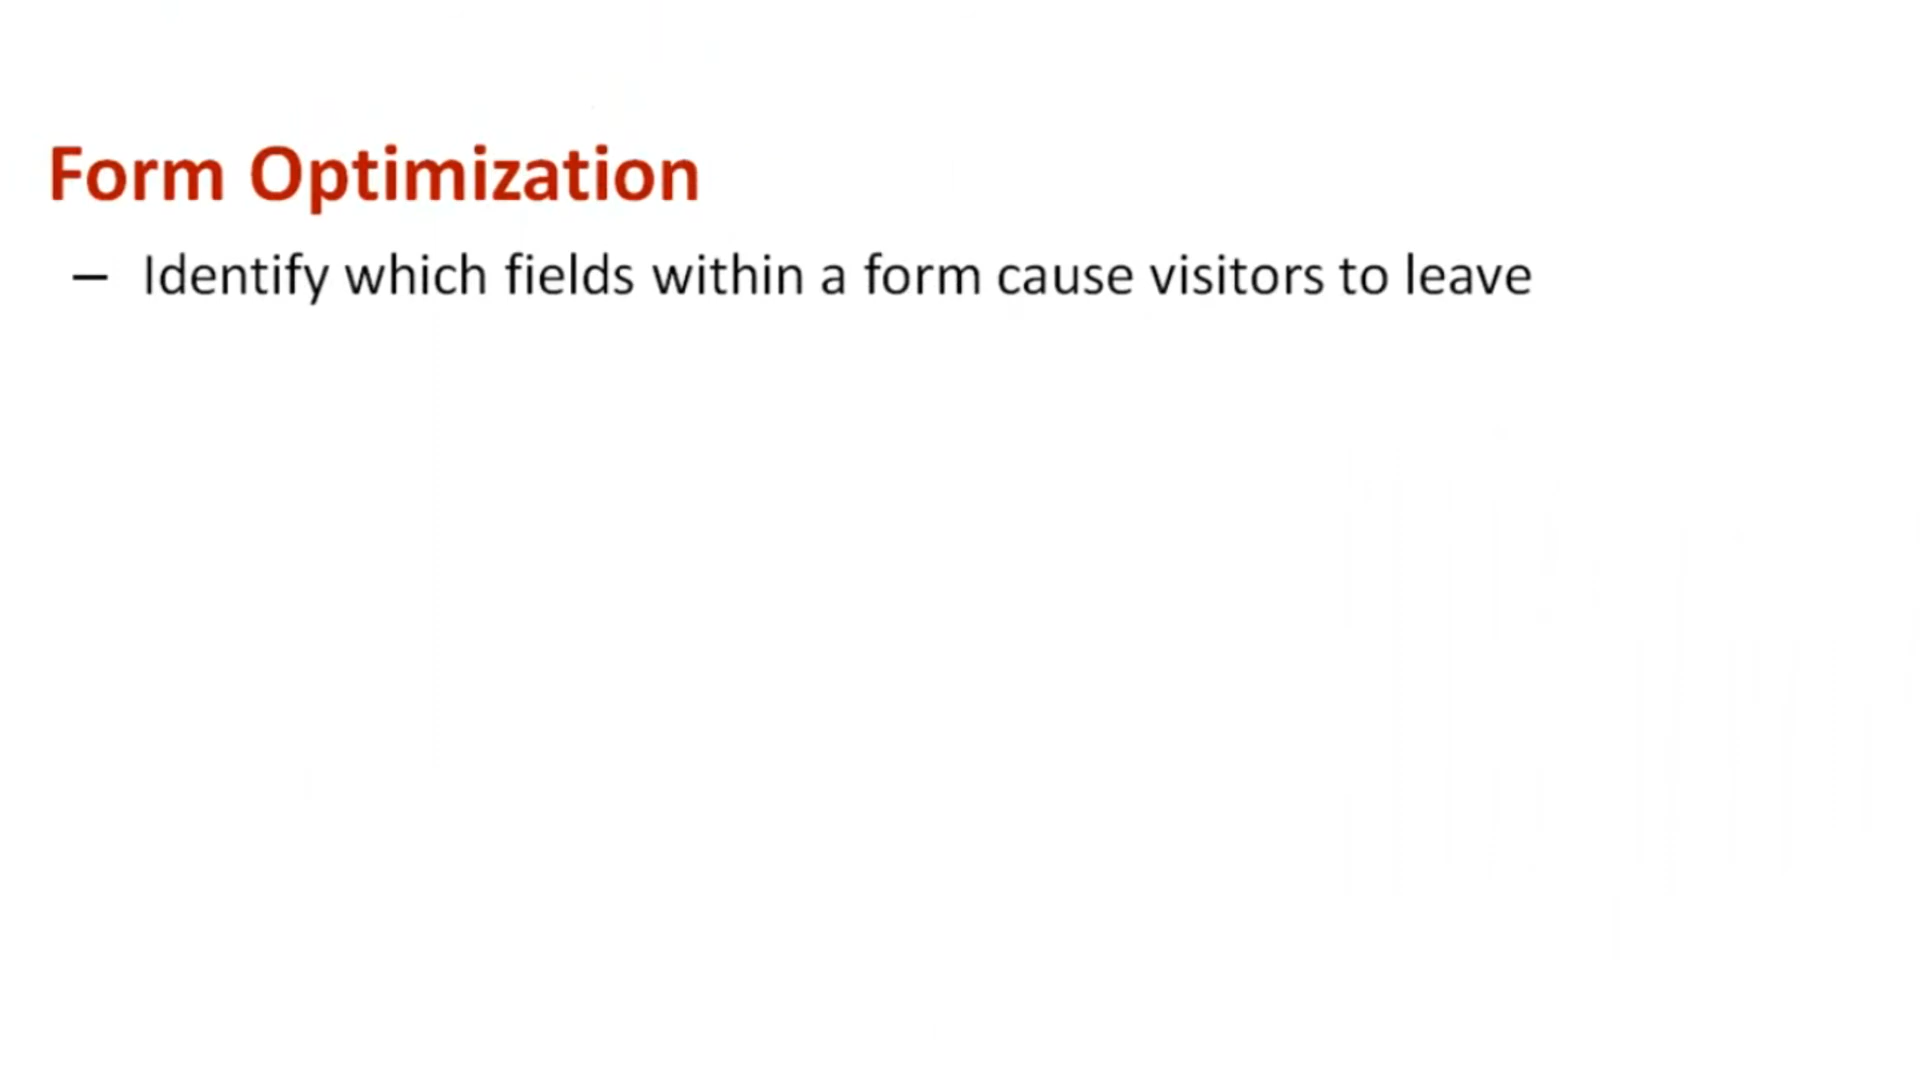 Form Optimization
– Identify which fields within a form cause visitors to leave